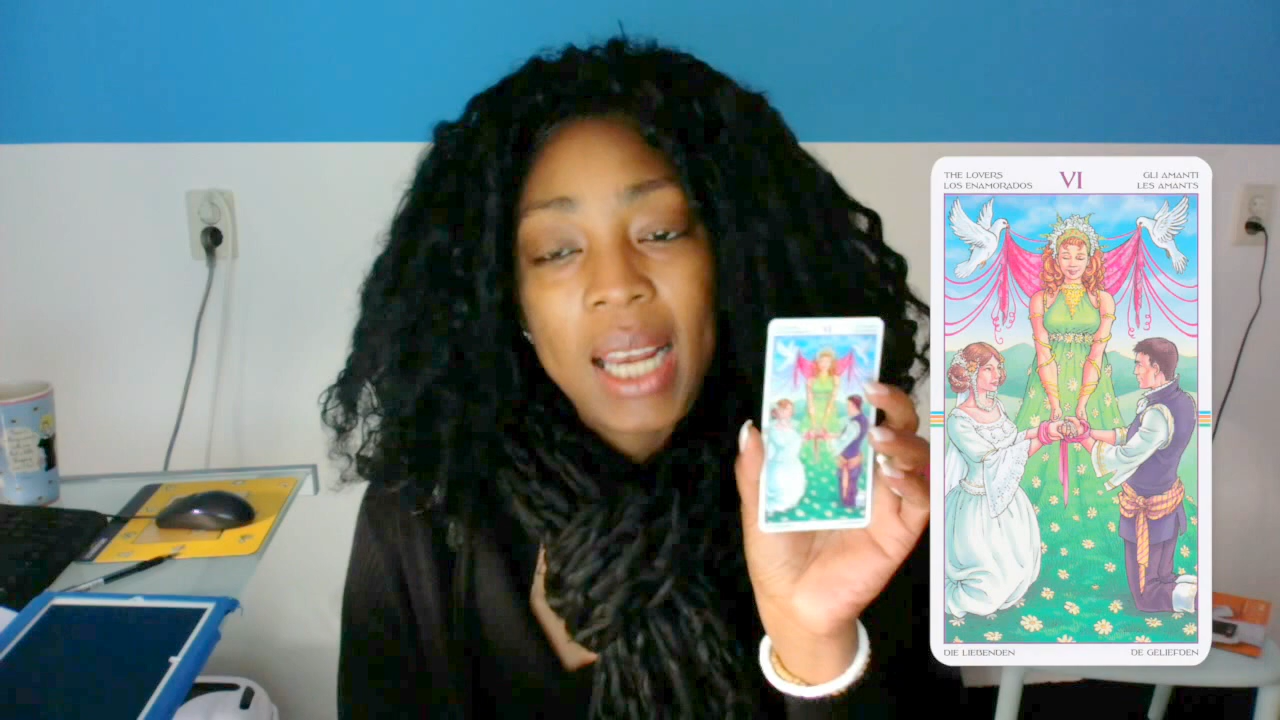 THE LOVERS
LOS ENAMORADOS
VI
GLI AMANTI
LES AMANTS
DIE LIEBENDEN
DE GELIEFDEN